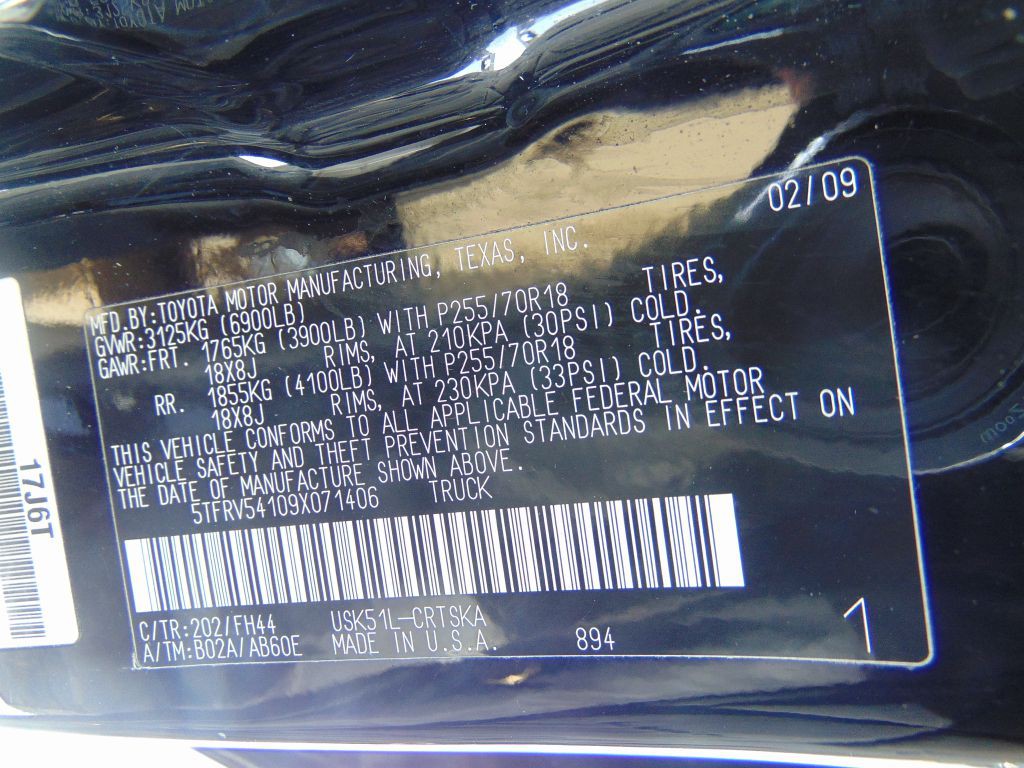 02/09
MFD.BY:TOYOTA MOTOR MANUFACTURING, TEXAS, INC.
GVWR:3125KG (6900LB)
GAWR:FRT. 1765KG (3900LB) WITH P255/70R18 TIRES,
18X8J RIMS, AT 210KPA (30PSI) COLD.
RR. 1855KG (4100LB) WITH P255/70R18 TIRES,
18X8J RIMS, AT 230KPA (33PSI) COLD.
THIS VEHICLE CONFORMS TO ALL APPLICABLE FEDERAL MOTOR
VEHICLE SAFETY AND THEFT PREVENTION STANDARDS IN EFFECT ON
THE DATE OF MANUFACTURE SHOWN ABOVE.
5TFRV54109X071406 TRUCK
C/TR:202/FH44 USK51L-CRTSKA
A/TM:B02A/AB60E MADE IN U.S.A. 894
1
17J6T